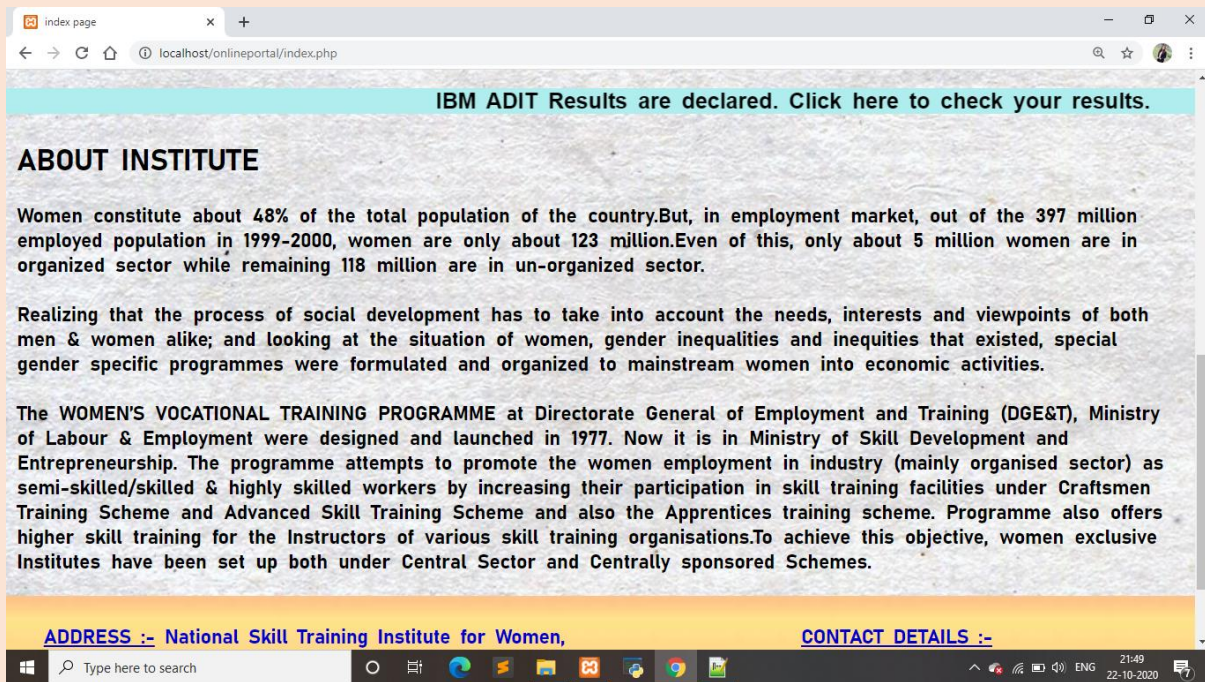 index page
localhost/onlineportal/index.php
IBM ADIT Results are declared. Click here to check your results.
ABOUT INSTITUTE
Women constitute about 48% of the total population of the country.But, in employment market, out of the 397 million
employed population in 1999-2000, women are only about 123 million.Even of this, only about 5 million women are in
organized sector while remaining 118 million are in un-organized sector.
Realizing that the process of social development has to take into account the needs, interests and viewpoints of both
men & women alike; and looking at the situation of women, gender inequalities and inequities that existed, special
gender specific programmes were formulated and organized to mainstream women into economic activities.
The WOMEN'S VOCATIONAL TRAINING PROGRAMME at Directorate General of Employment and Training (DGE&T), Ministry
of Labour & Employment were designed and launched in 1977. Now it is in Ministry of Skill Development and
Entrepreneurship. The programme attempts to promote the women employment in industry (mainly organised sector) as
semi-skilled/skilled & highly skilled workers by increasing their participation in skill training facilities under Craftsmen
Training Scheme and Advanced Skill Training Scheme and also the Apprentices training scheme. Programme also offers
higher skill training for the Instructors of various skill training organisations.To achieve this objective, women exclusive
Institutes have been set up both under Central Sector and Centrally sponsored Schemes.
ADDRESS :- National Skill Training Institute for Women,
CONTACT DETAILS :-
Type here to search
ENG
21:49
22-10-2020
7